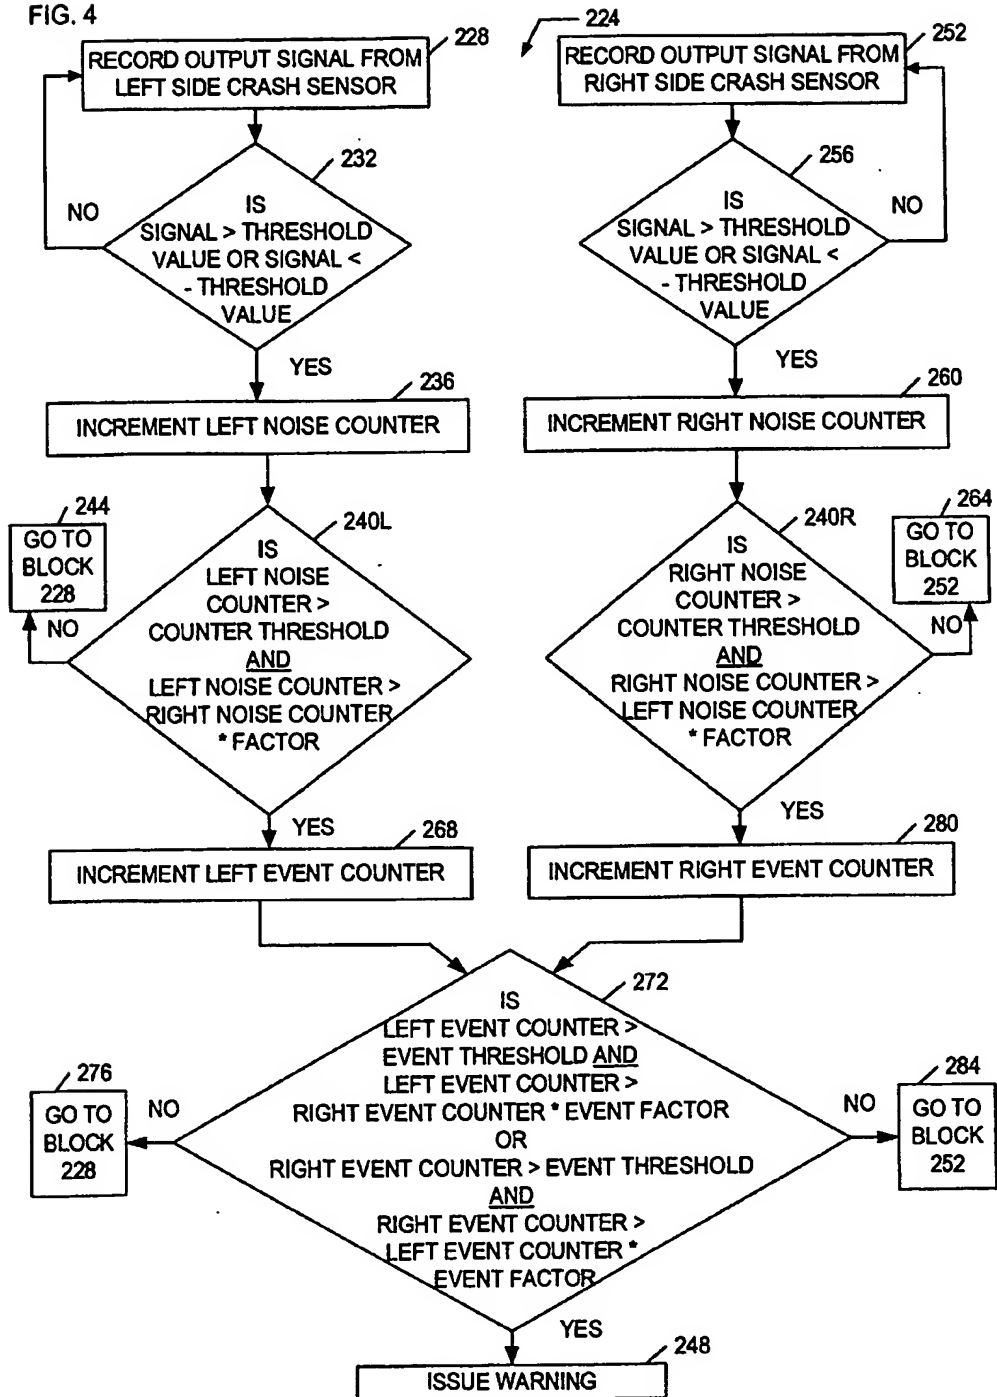 FIG. 4
224
228
RECORD OUTPUT SIGNAL FROM
LEFT SIDE CRASH SENSOR
232
IS
SIGNAL > THRESHOLD
VALUE OR SIGNAL <
- THRESHOLD
VALUE
NO
YES
236
INCREMENT LEFT NOISE COUNTER
240L
IS
LEFT NOISE
COUNTER >
COUNTER THRESHOLD
AND
LEFT NOISE COUNTER >
RIGHT NOISE COUNTER
* FACTOR
244
GO TO
BLOCK
228
NO
YES
268
INCREMENT LEFT EVENT COUNTER
252
RECORD OUTPUT SIGNAL FROM
RIGHT SIDE CRASH SENSOR
256
IS
SIGNAL > THRESHOLD
VALUE OR SIGNAL <
- THRESHOLD
VALUE
NO
YES
260
INCREMENT RIGHT NOISE COUNTER
240R
IS
RIGHT NOISE
COUNTER >
COUNTER THRESHOLD
AND
RIGHT NOISE COUNTER >
LEFT NOISE COUNTER
* FACTOR
264
GO TO
BLOCK
252
NO
YES
280
INCREMENT RIGHT EVENT COUNTER
272
IS
LEFT EVENT COUNTER >
EVENT THRESHOLD AND
LEFT EVENT COUNTER >
RIGHT EVENT COUNTER * EVENT FACTOR
OR
RIGHT EVENT COUNTER > EVENT THRESHOLD
AND
RIGHT EVENT COUNTER >
LEFT EVENT COUNTER *
EVENT FACTOR
276
NO
GO TO
BLOCK
228
284
NO
GO TO
BLOCK
252
YES
248
ISSUE WARNING